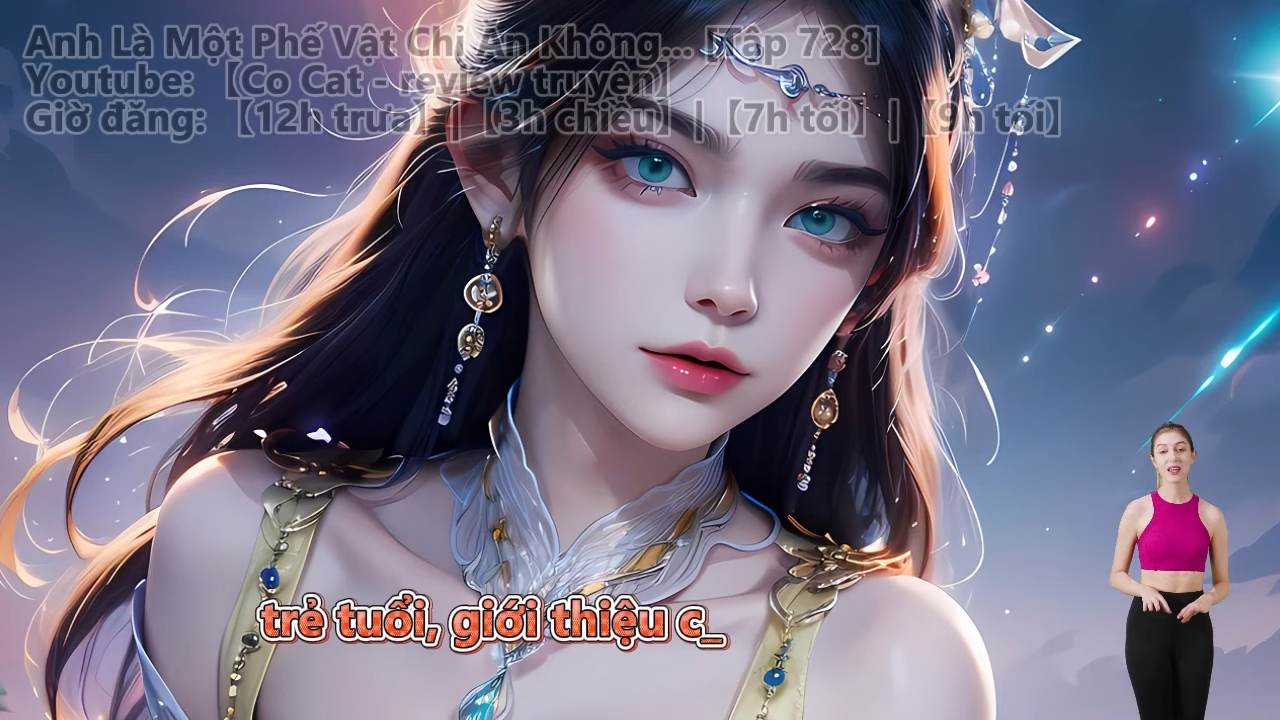 Anh Là Một Phế Vật Chỉ Ăn Không... 【Tập 728】
Youtube: 【Co Cat - review truyện】
Giờ đăng: 【12h trưa】 | 【3h chiều】 | 【7h tối】 | 【9h tối】
trẻ tuổi, giới thiệu c_